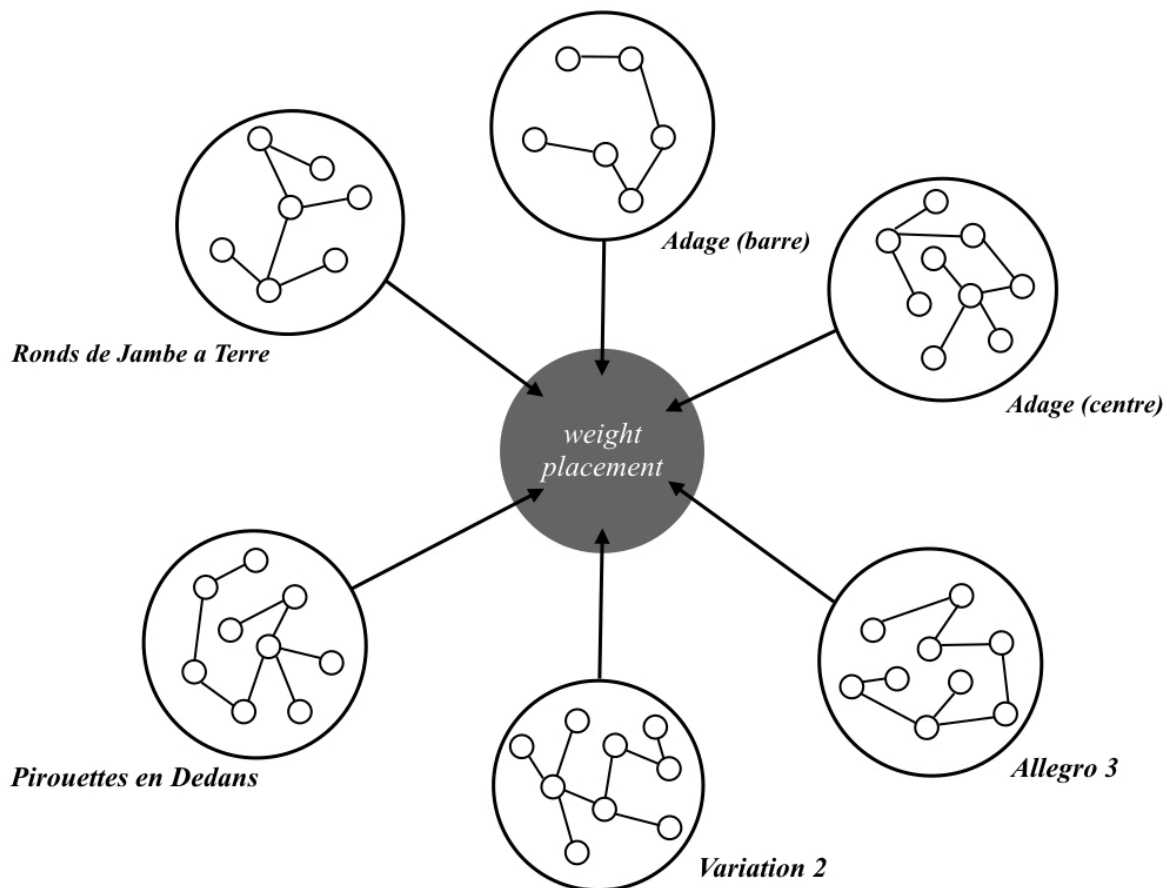 Adage (barre)
Ronds de Jambe a Terre
Adage (centre)
weight
placement
Pirouettes en Dedans
Allegro 3
Variation 2